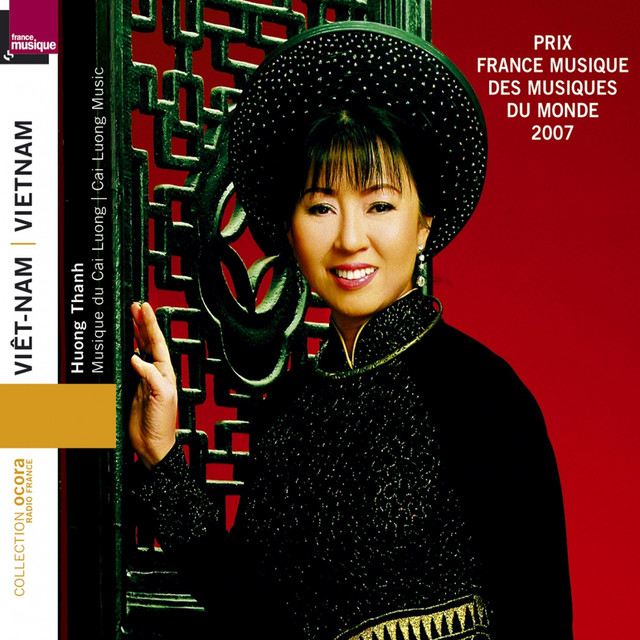 france
musique
VIÊT-NAM | VIETNAM
Huong Thanh
Musique du Cai Luong | Cai Luong Music
PRIX
FRANCE MUSIQUE
DES MUSIQUES
DU MONDE
2007
COLLECTION ocora
RADIO FRANCE